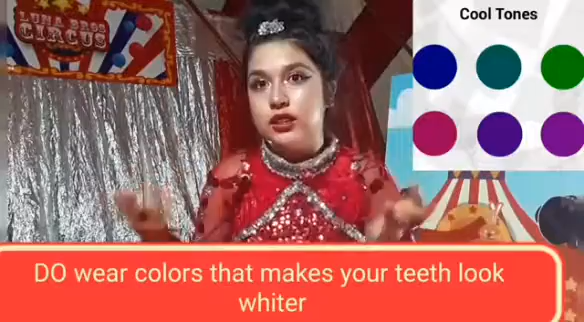 LUNA BROS
CIRCUS
Cool Tones
DO wear colors that makes your teeth look
whiter